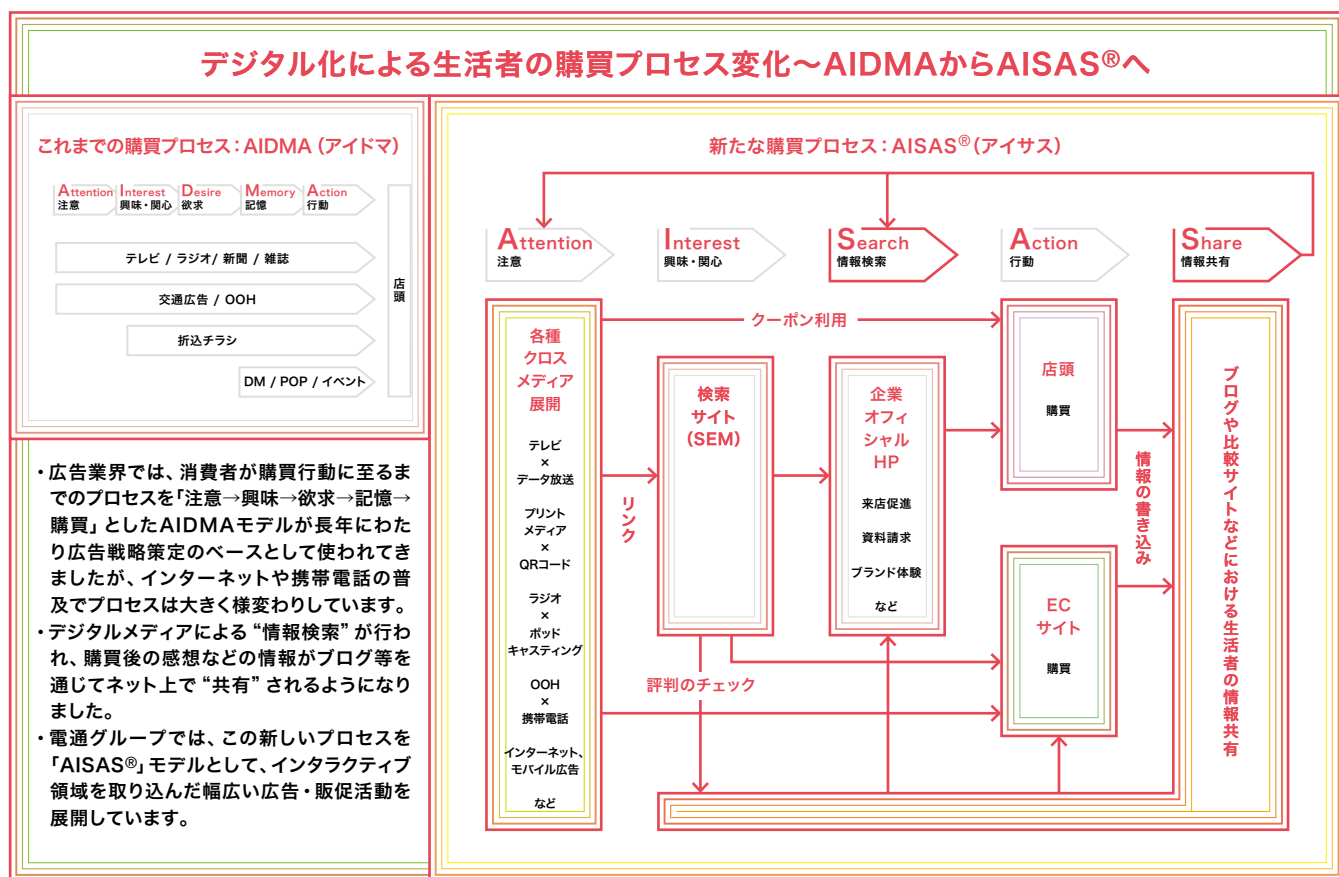 デジタル化による生活者の購買プロセス変化～AIDMAからAISAS®へ
これまでの購買プロセス：AIDMA（アイドマ）
Attention
注意
Interest
興味・関心
Desire
欲求
Memory
記憶
Action
行動
テレビ / ラジオ/ 新聞 / 雑誌
交通広告 / OOH
折込チラシ
DM / POP / イベント
店頭
・広告業界では、消費者が購買行動に至るま
でのプロセスを「注意→興味→欲求→記憶→
購買」としたAIDMAモデルが長年にわた
り広告戦略策定のベースとして使われてき
ましたが、インターネットや携帯電話の普
及でプロセスは大きく様変わりしています。
・デジタルメディアによる“情報検索”が行わ
れ、購買後の感想などの情報がブログ等を
通じてネット上で“共有”されるようになり
ました。
・電通グループでは、この新しいプロセスを
「AISAS®」モデルとして、インタラクティブ
領域を取り込んだ幅広い広告・販促活動を
展開しています。
新たな購買プロセス：AISAS®（アイサス）
Attention
注意
Interest
興味・関心
Search
情報検索
Action
行動
Share
情報共有
各種
クロス
メディア
展開
テレビ
×
データ放送
プリント
メディア
×
QRコード
ラジオ
×
ポッド
キャスティング
OOH
×
携帯電話
インターネット、
モバイル広告
など
クーポン利用
リンク
検索
サイト
(SEM)
評判のチェック
企業
オフィ
シャル
HP
来店促進
資料請求
ブランド体験
など
店頭
購買
EC
サイト
購買
情報の書き込み
ブログや比較サイトなどにおける生活者の情報共有